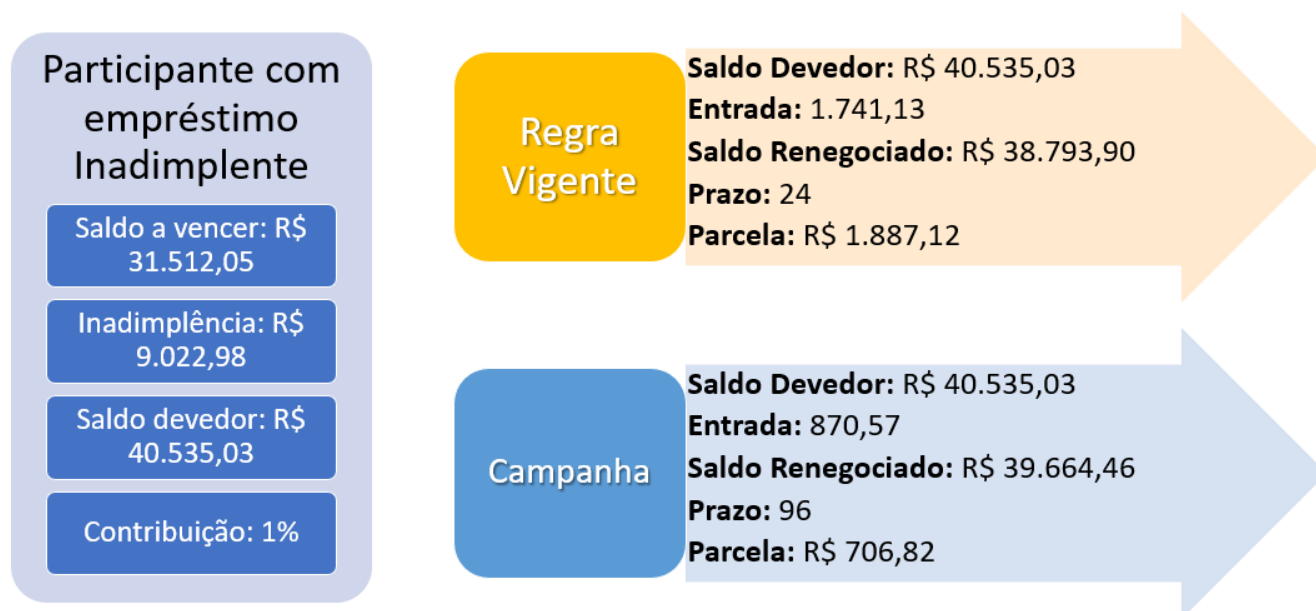 Participante com
empréstimo
Inadimplente
Saldo a vencer: R$
31.512,05
Inadimplência: R$
9.022,98
Saldo devedor: R$
40.535,03
Contribuição: 1%
Regra
Vigente
Saldo Devedor: R$ 40.535,03
Entrada: 1.741,13
Saldo Renegociado: R$ 38.793,90
Prazo: 24
Parcela: R$ 1.887,12
Campanha
Saldo Devedor: R$ 40.535,03
Entrada: 870,57
Saldo Renegociado: R$ 39.664,46
Prazo: 96
Parcela: R$ 706,82